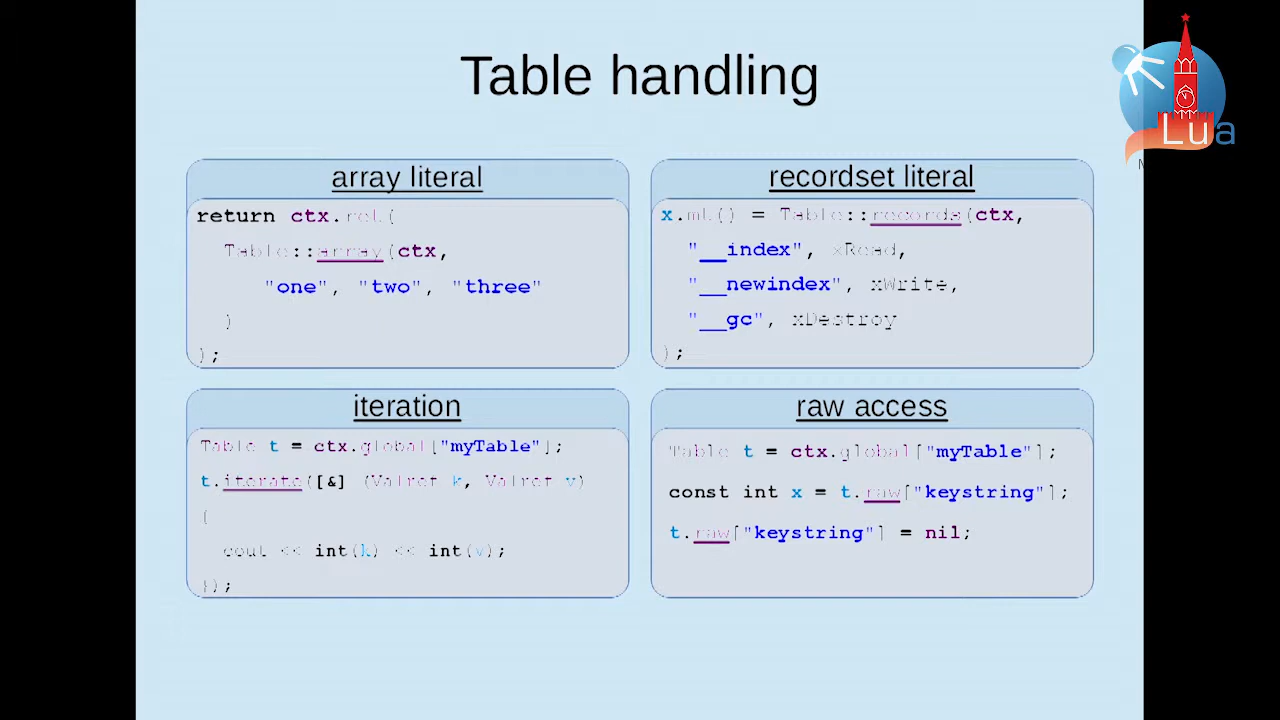 Table handling
Lua
array literal
return ctx.ret(
Table::array(ctx,
"one", "two", "three"
)
);
recordset literal
x.mt() = Table::records(ctx,
"__index", xRead,
"__newindex", xWrite,
"__gc", xDestroy
);
iteration
Table t = ctx.global["myTable"];
t.iterate([&] (Valref k, Valref v)
{
cout << int(k) << int(v);
});
raw access
Table t = ctx.global["myTable"];
const int x = t.raw["keystring"];
t.raw["keystring"] = nil;